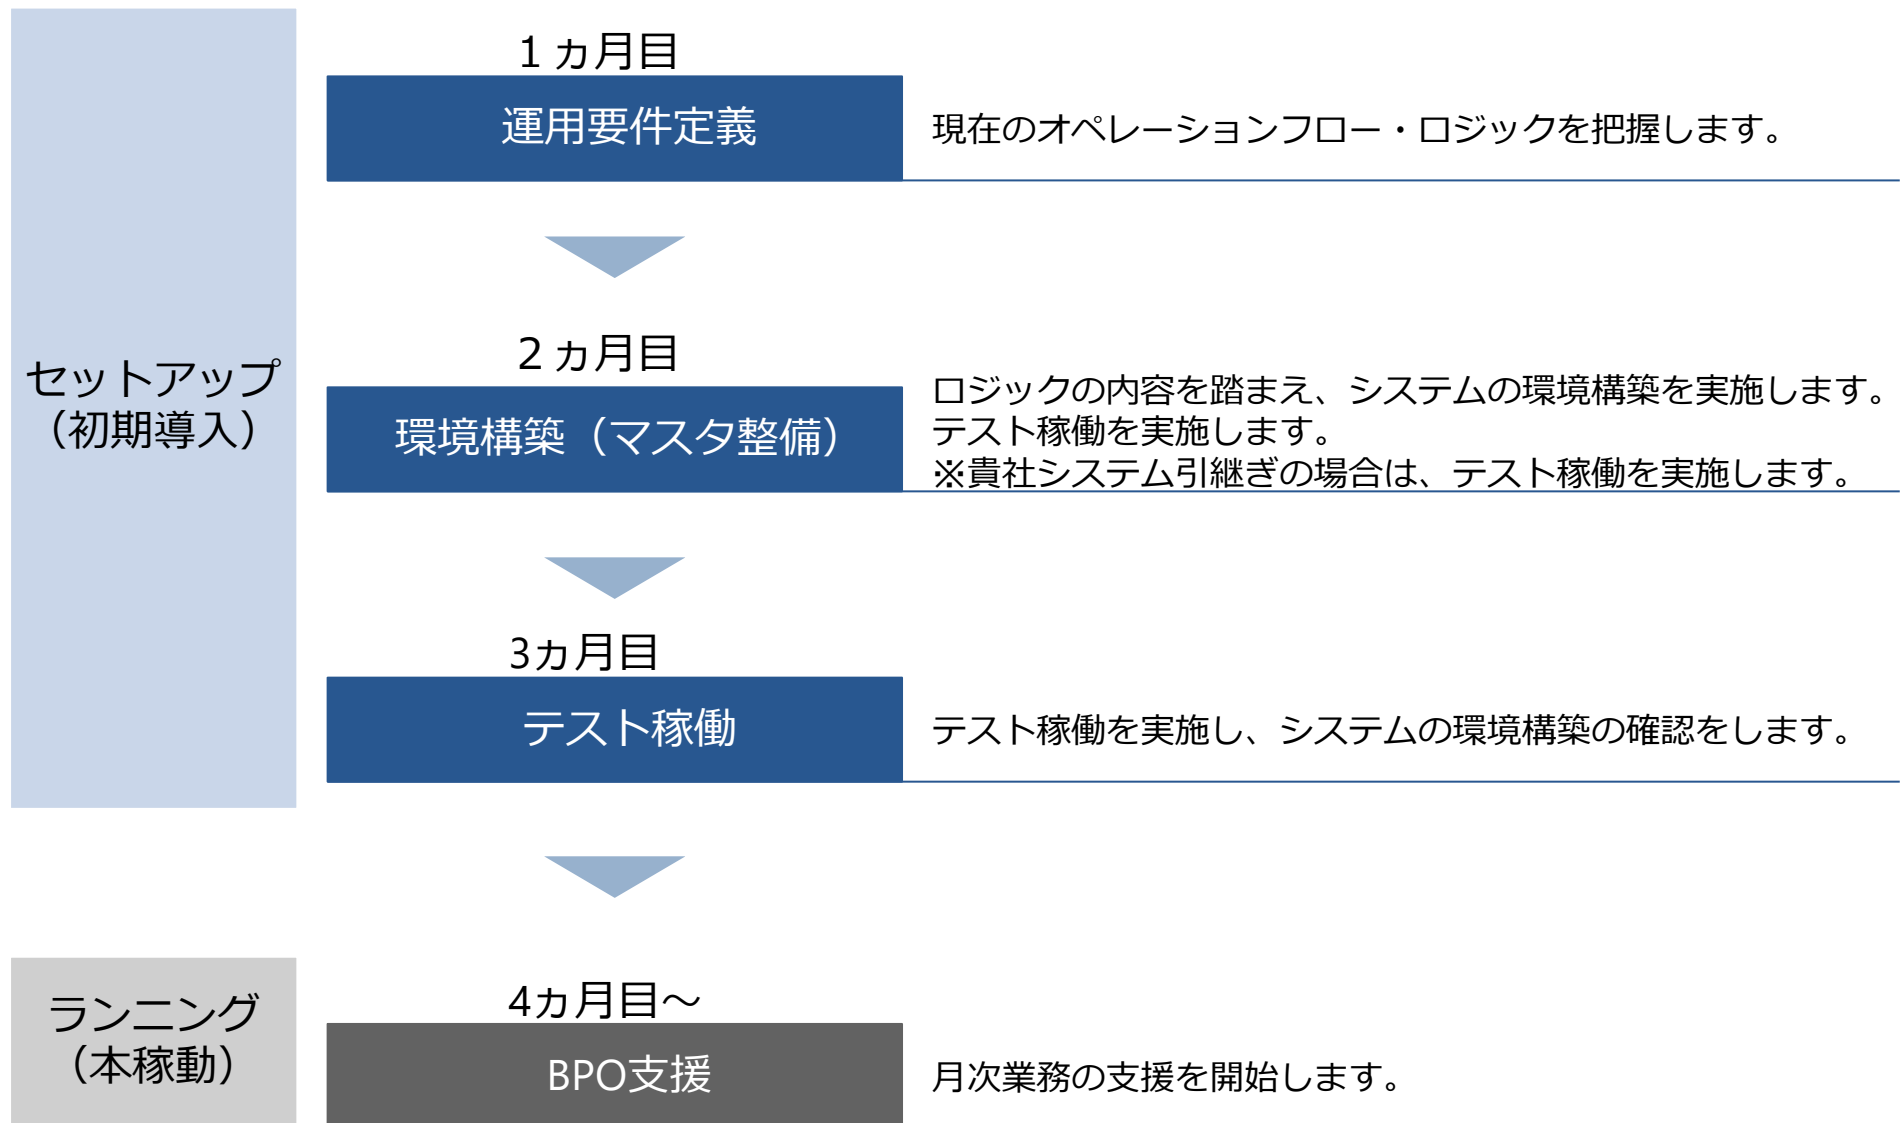 セットアップ
（初期導入）
１ヵ月目
運用要件定義
現在のオペレーションフロー・ロジックを把握します。
２ヵ月目
環境構築（マスタ整備）
ロジックの内容を踏まえ、システムの環境構築を実施します。
テスト稼働を実施します。
※貴社システム引継ぎの場合は、テスト稼働を実施します。
3ヵ月目
テスト稼働
テスト稼働を実施し、システムの環境構築の確認をします。
ランニング
（本稼動）
4ヵ月目～
BPO支援
月次業務の支援を開始します。